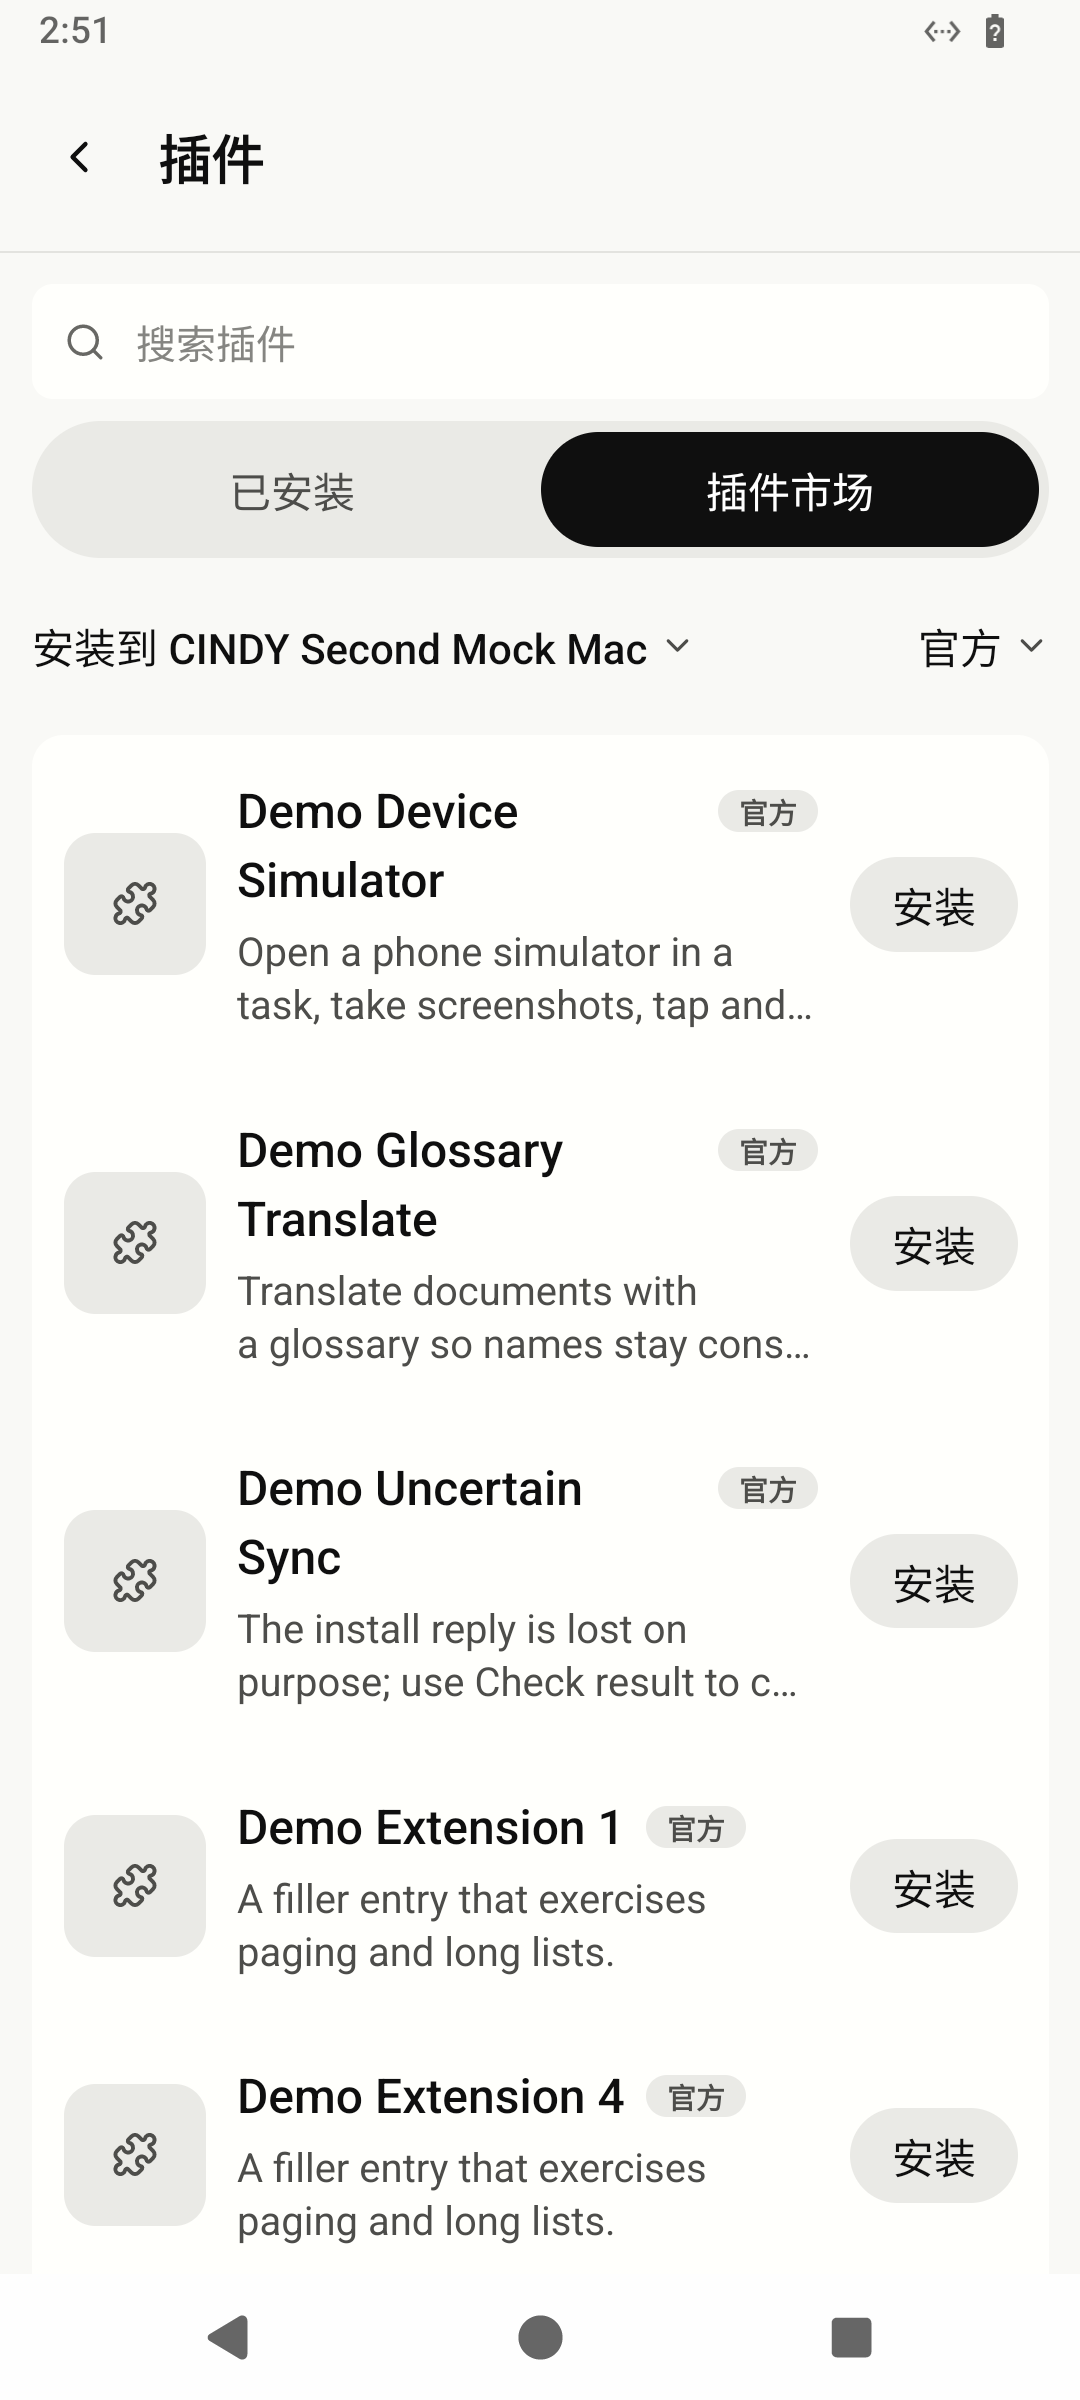 2:51
插件
搜索插件
已安装
插件市场
安装到 CINDY Second Mock Mac
官方
Demo Device
Simulator
官方
Open a phone simulator in a
task, take screenshots, tap and…
安装
Demo Glossary
Translate
官方
Translate documents with
a glossary so names stay cons…
安装
Demo Uncertain
Sync
官方
The install reply is lost on
purpose; use Check result to c…
安装
Demo Extension 1
官方
A filler entry that exercises
paging and long lists.
安装
Demo Extension 4
官方
A filler entry that exercises
paging and long lists.
安装